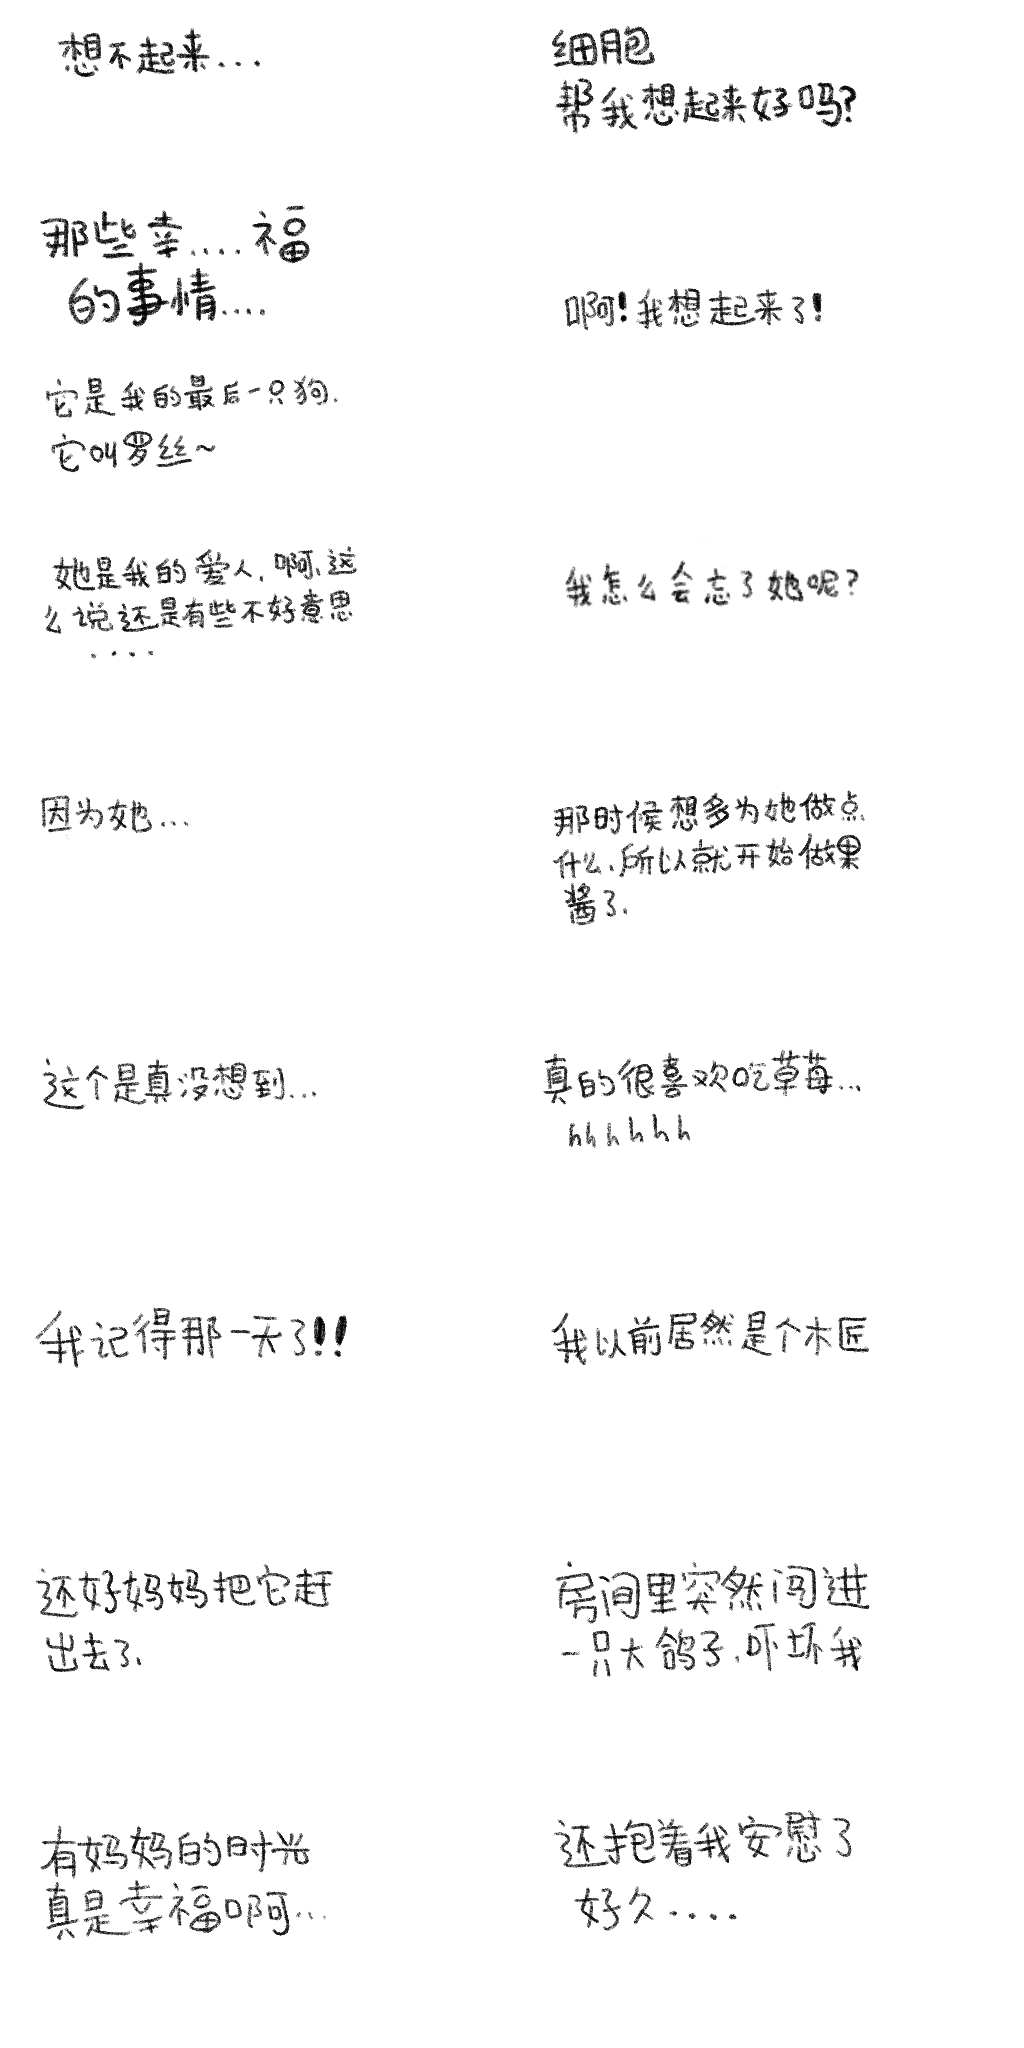 想不起来...
细胞
帮我想起来好吗?
那些幸....福
的事情....
啊!我想起来了!
它是我的最后一只狗.
它叫罗丝~
她是我的爱人.啊、这
么说还是有些不好意思
....
我怎么会忘了她呢?
因为她...
那时候想多为她做点
什么.所以就开始做果
酱了.
这个是真没想到...
真的很喜欢吃草莓...
hhhhhh
我记得那一天了!!
我以前居然是个木匠
还好妈妈把它赶
出去了.
房间里突然闯进
一只大鸽子.吓坏我
有妈妈的时光
真是幸福啊...
还抱着我安慰了
好久....